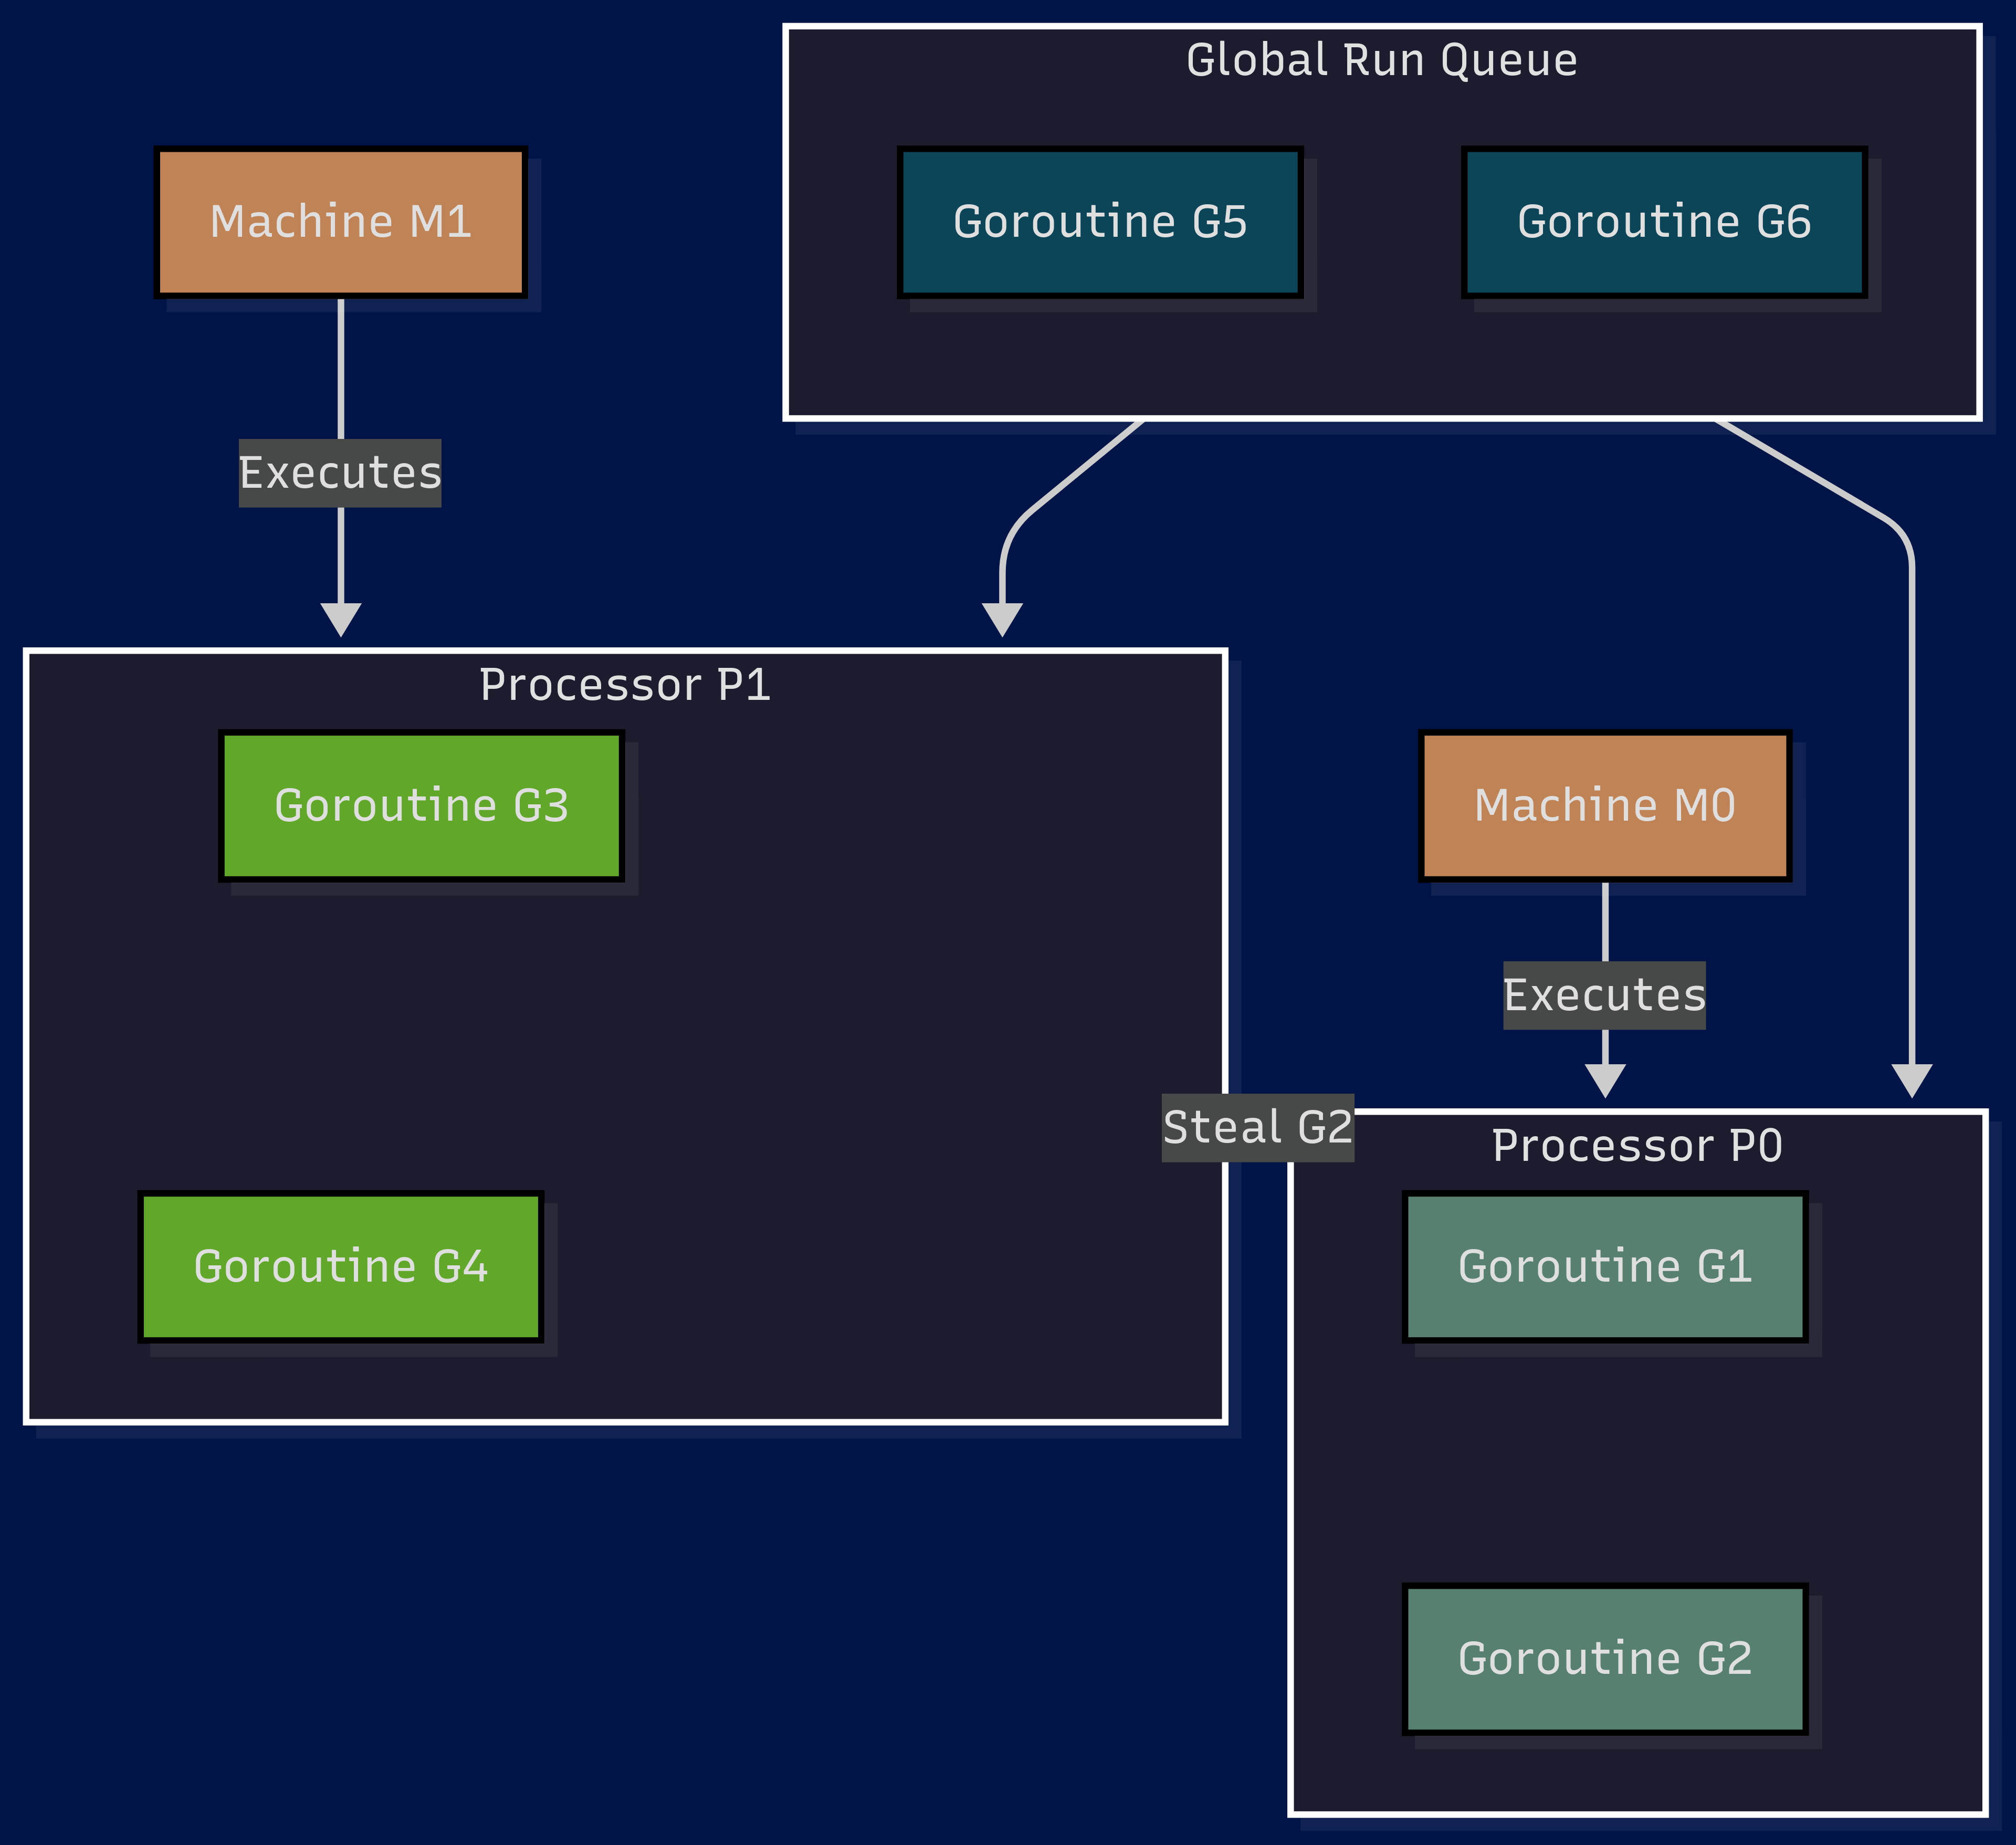 Global Run Queue
Machine M1
Goroutine G5
Goroutine G6
Executes
Processor P1
Goroutine G3
Machine M0
Executes
Steal G2
Processor P0
Goroutine G4
Goroutine G1
Goroutine G2